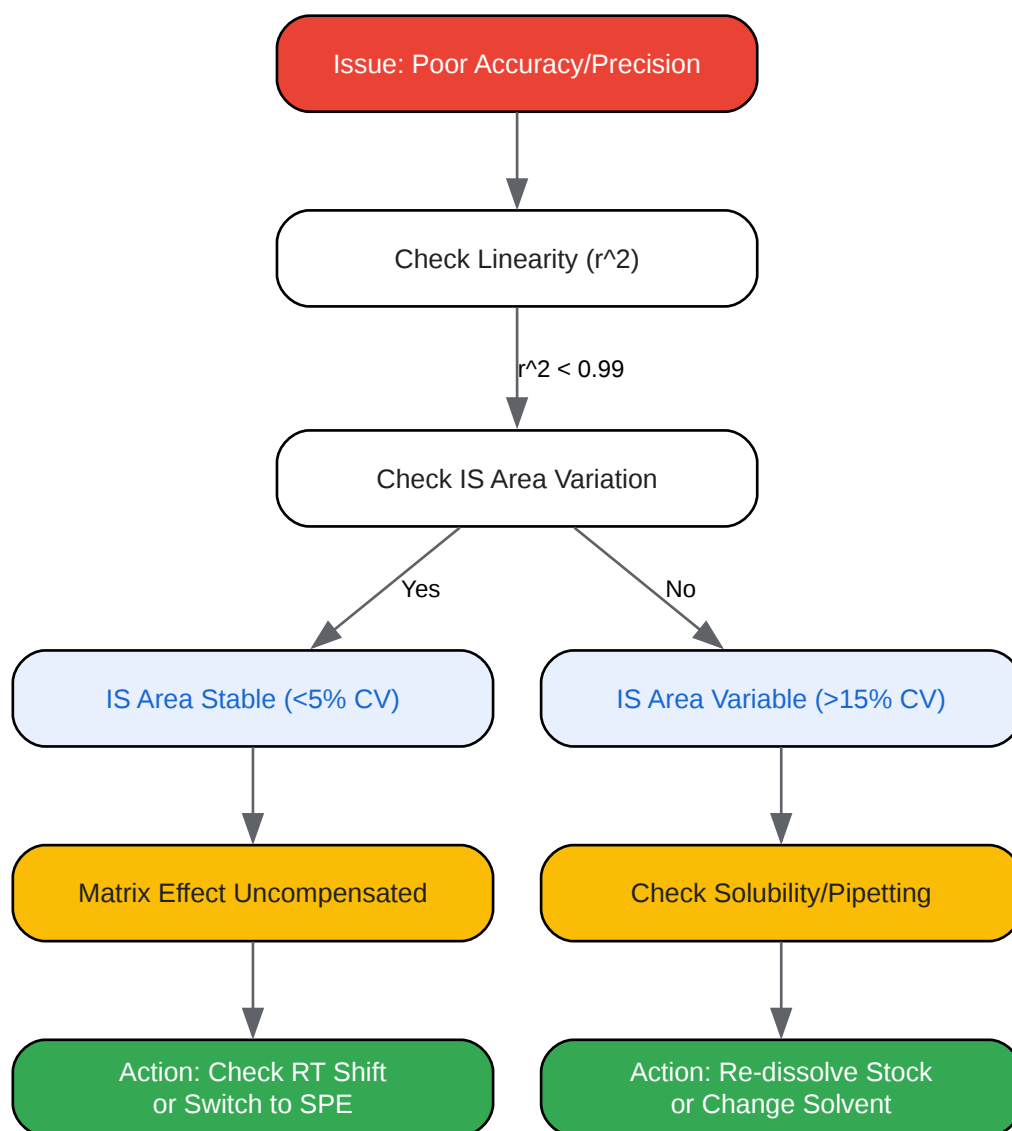 Issue: Poor Accuracy/Precision
Check Linearity (r^2)
r^2 < 0.99
Check IS Area Variation
Yes
No
IS Area Stable (<5% CV)
IS Area Variable (>15% CV)
Matrix Effect Uncompensated
Check Solubility/Pipetting
Action: Check RT Shift
or Switch to SPE
Action: Re-dissolve Stock
or Change Solvent